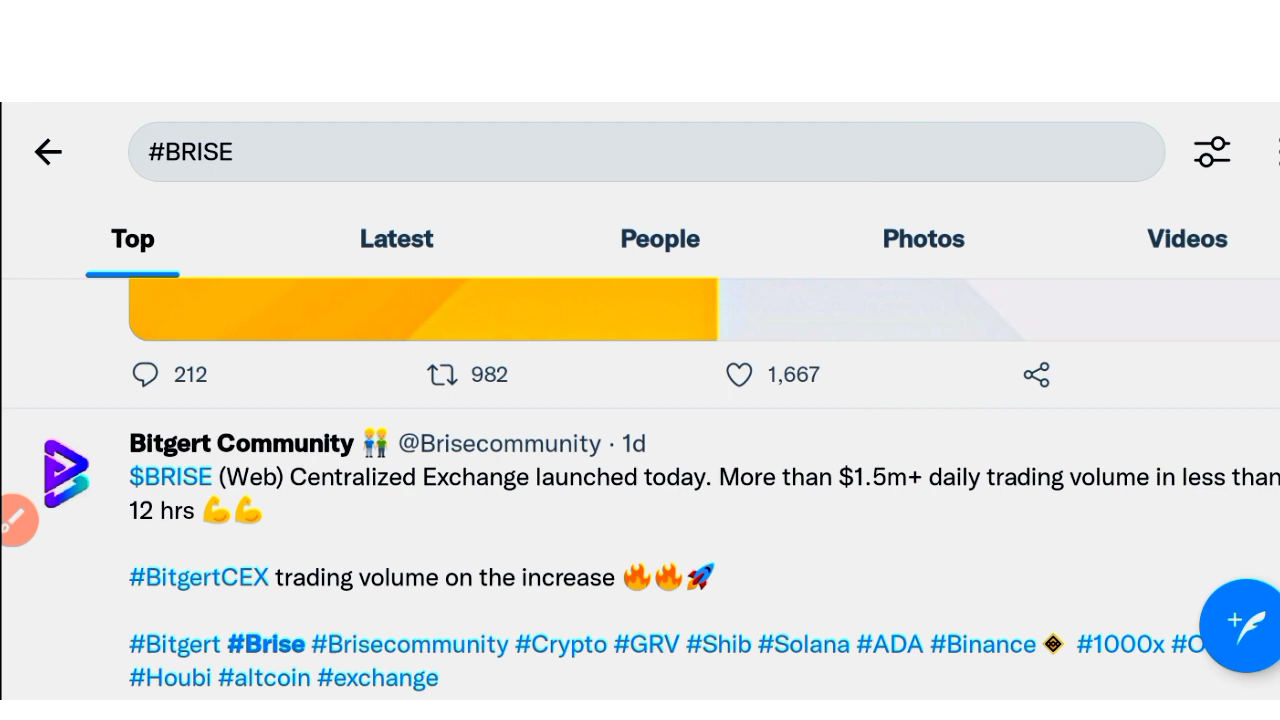 #BRISE
Top Latest People Photos Videos
212 982 1,667
Bitgert Community 👬 @Brisecommunity · 1d
$BRISE (Web) Centralized Exchange launched today. More than $1.5m+ daily trading volume in less than
12 hrs 💪💪
#BitgertCEX trading volume on the increase 🔥🔥🚀
#Bitgert #Brise #Brisecommunity #Crypto #GRV #Shib #Solana #ADA #Binance #1000x
#Houbi #altcoin #exchange